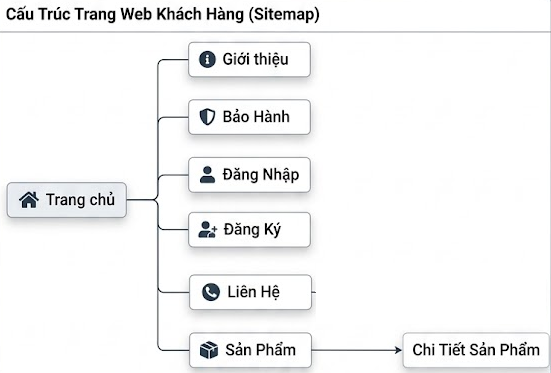 Cấu Trúc Trang Web Khách Hàng (Sitemap)
Giới thiệu
Bảo Hành
Đăng Nhập
Trang chủ
Đăng Ký
Liên Hệ
Sản Phẩm
Chi Tiết Sản Phẩm